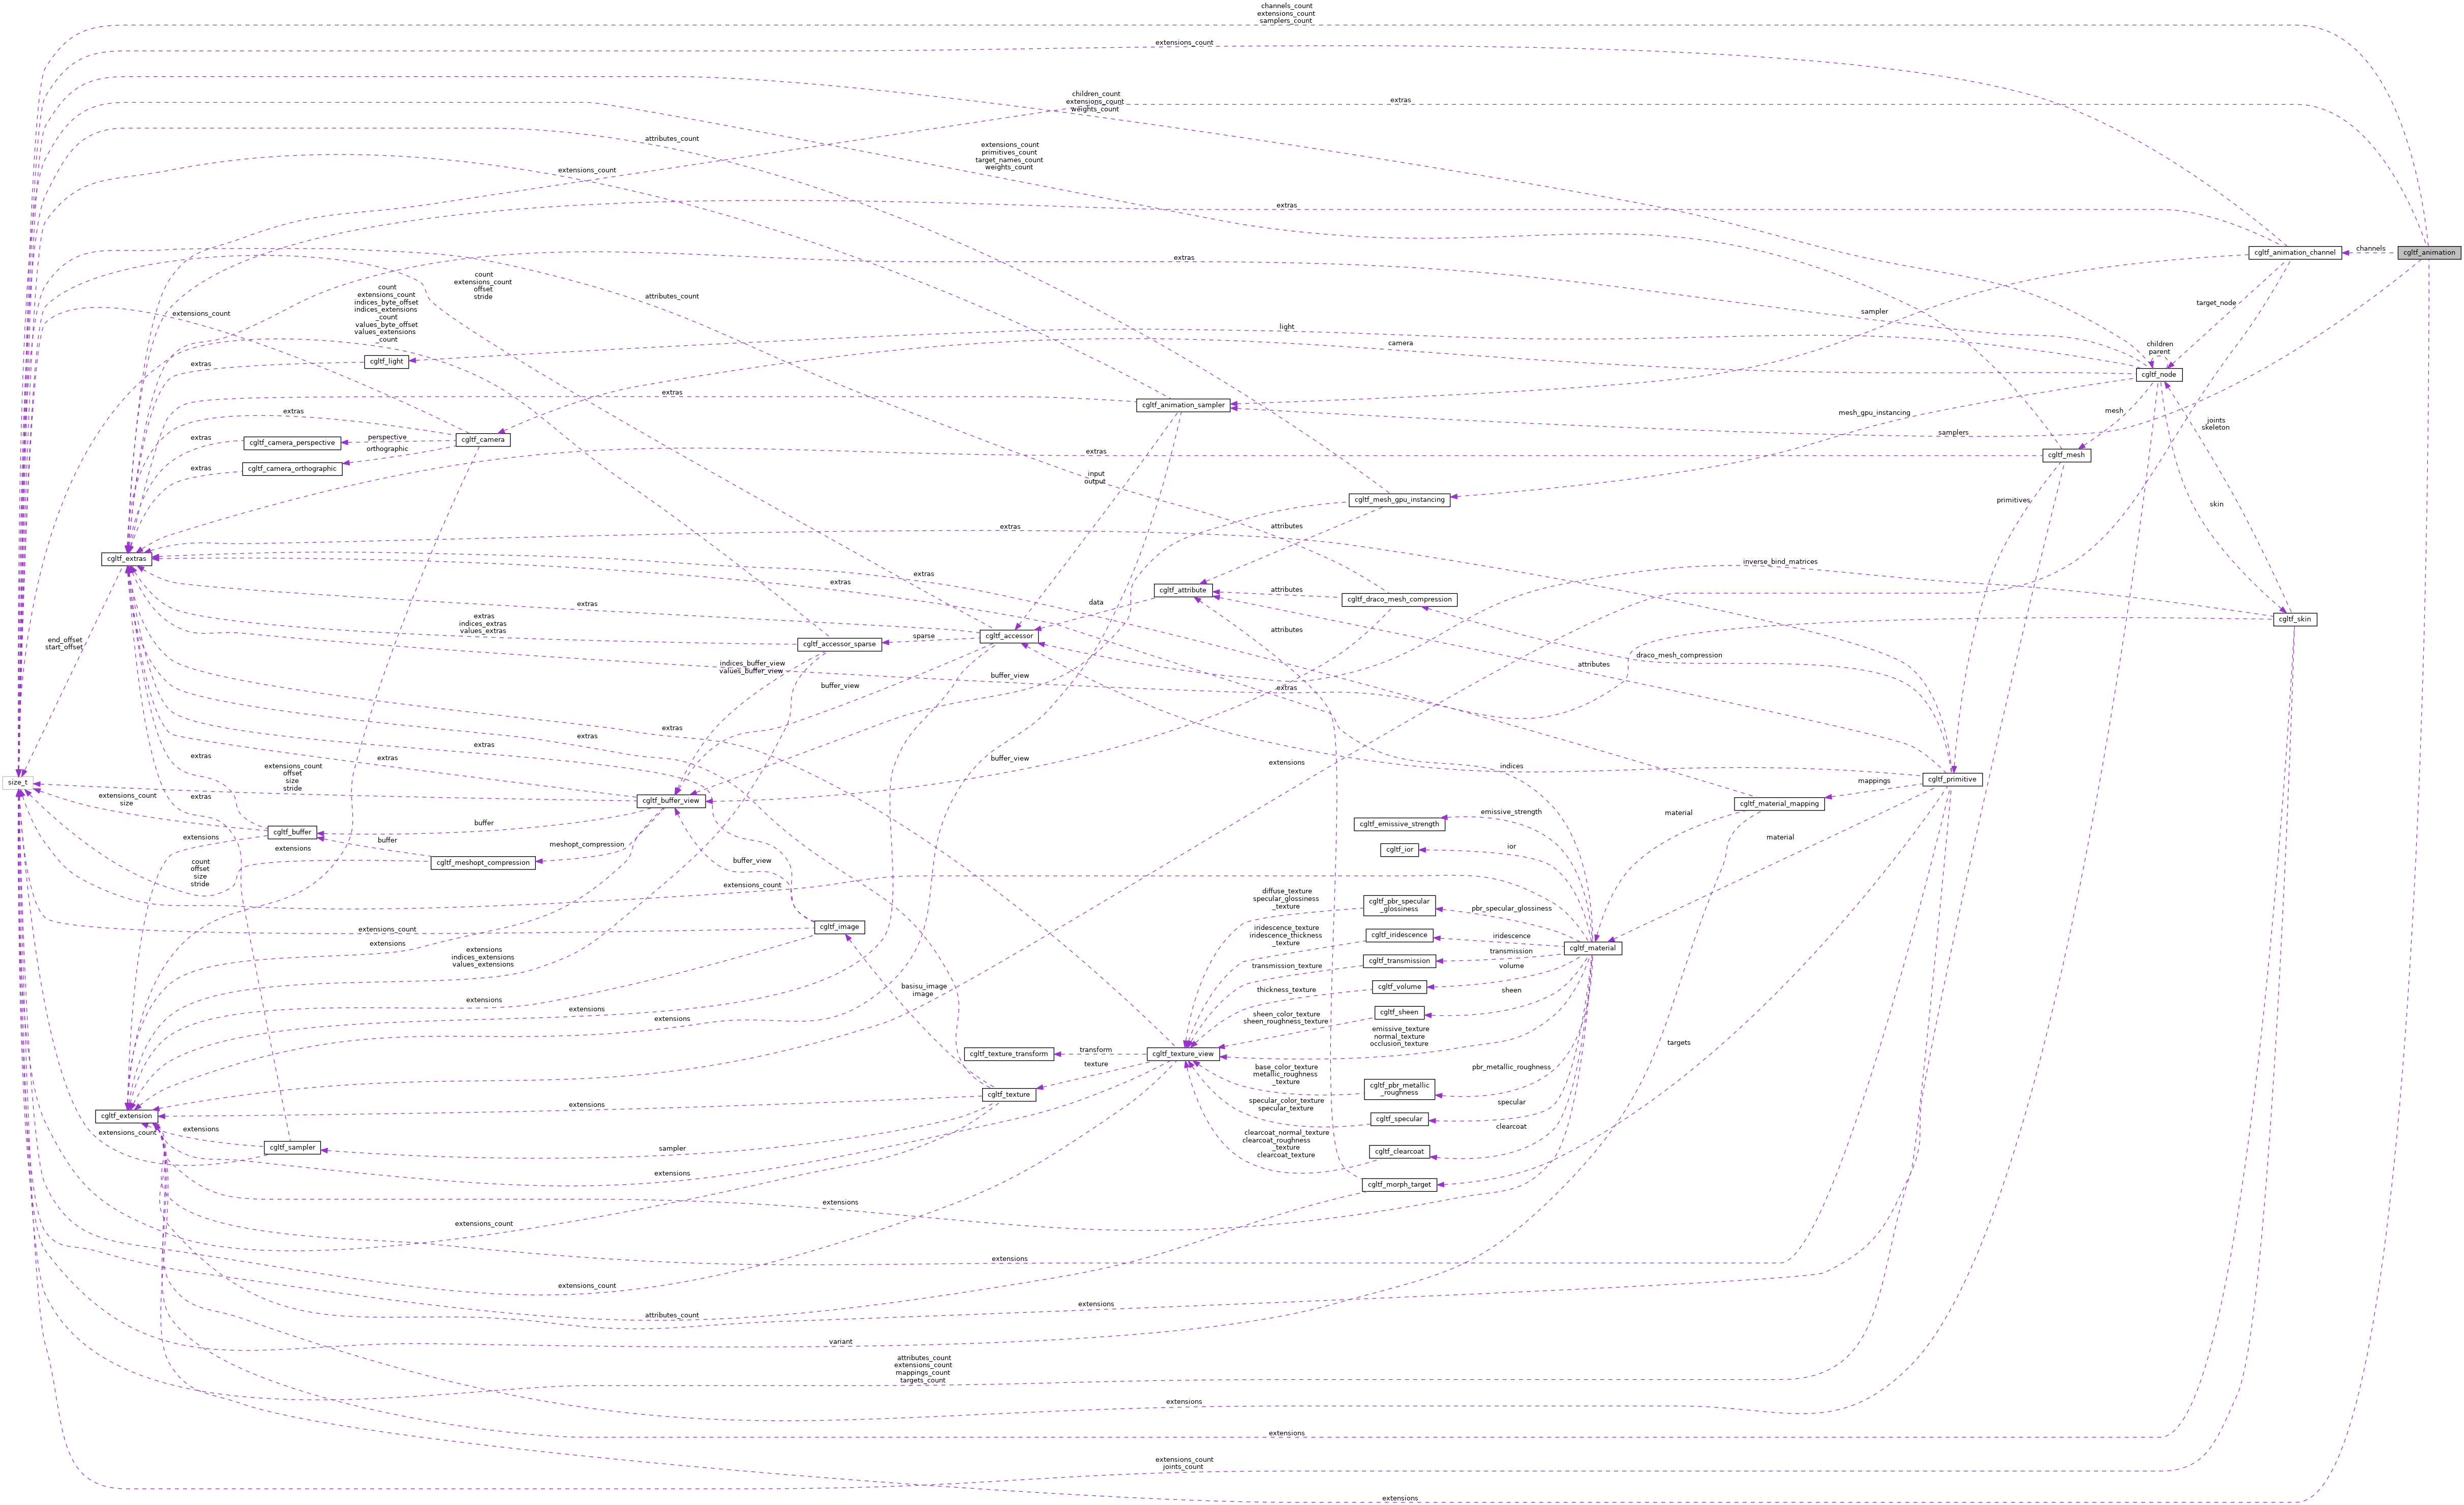 channels_count
extensions_count
samplers_count
extensions_count
children_count
extensions_count
weights_count
extras
attributes_count
extensions_count
primitives_count
target_names_count
weights_count
extensions_count
extras
cgltf_animation_channel
channels
cgltf_animation
extras
count
extensions_count
offset
stride
attributes_count
count
extensions_count
indices_byte_offset
indices_extensions
_count
values_byte_offset
values_extensions
_count
extensions_count
target_node
sampler
light
camera
children
parent
cgltf_light
extras
cgltf_node
extras
cgltf_animation_sampler
extras
mesh_gpu_instancing
mesh
joints
skeleton
samplers
cgltf_camera_perspective
extras
perspective
cgltf_camera
orthographic
cgltf_camera_orthographic
extras
extras
cgltf_mesh
input
output
cgltf_mesh_gpu_instancing
primitives
skin
extras
attributes
cgltf_extras
inverse_bind_matrices
extras
extras
cgltf_attribute
attributes
cgltf_draco_mesh_compression
data
extras
extras
indices_extras
values_extras
attributes
cgltf_skin
end_offset
start_offset
cgltf_accessor_sparse
sparse
cgltf_accessor
draco_mesh_compression
attributes
indices_buffer_view
values_buffer_view
buffer_view
buffer_view
extras
extras
extras
extras
extras
extras
buffer_view
extensions
indices
size_t
extensions_count
offset
size
stride
cgltf_primitive
mappings
extensions_count
size
extras
cgltf_buffer_view
cgltf_material_mapping
emissive_strength
material
cgltf_emissive_strength
buffer
cgltf_buffer
extensions
buffer
meshopt_compression
material
cgltf_ior
ior
extensions
cgltf_meshopt_compression
buffer_view
count
offset
size
stride
extensions_count
diffuse_texture
specular_glossiness
_texture
cgltf_pbr_specular
_glossiness
pbr_specular_glossiness
extensions_count
cgltf_image
iridescence_texture
iridescence_thickness
_texture
cgltf_iridescence
iridescence
cgltf_material
extensions
extensions
indices_extensions
values_extensions
transmission
cgltf_transmission
transmission_texture
volume
cgltf_volume
thickness_texture
basisu_image
image
sheen
extensions
extensions
extensions
sheen_color_texture
sheen_roughness_texture
cgltf_sheen
emissive_texture
normal_texture
occlusion_texture
targets
cgltf_texture_transform
transform
cgltf_texture_view
texture
base_color_texture
metallic_roughness
_texture
pbr_metallic_roughness
cgltf_pbr_metallic
_roughness
cgltf_texture
extensions
specular_color_texture
specular_texture
specular
cgltf_specular
cgltf_extension
extensions_count
extensions
cgltf_sampler
sampler
clearcoat_normal_texture
clearcoat_roughness
_texture
clearcoat_texture
clearcoat
cgltf_clearcoat
extensions
cgltf_morph_target
extensions
extensions_count
extensions
extensions_count
extensions
attributes_count
variant
attributes_count
extensions_count
mappings_count
targets_count
extensions
extensions
extensions_count
joints_count
extensions